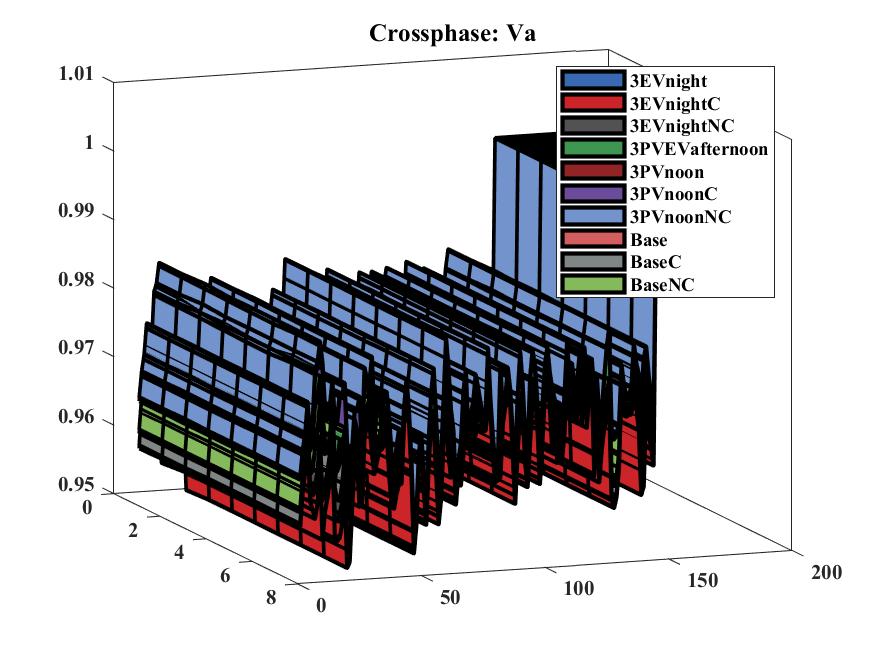 Crossphase: Va
1.01
1
0.99
0.98
0.97
0.96
0.95
0
2
4
6
8
0
50
100
150
200
3EVnight
3EVnightC
3EVnightNC
3PVEVafternoon
3PVnoon
3PVnoonC
3PVnoonNC
Base
BaseC
BaseNC